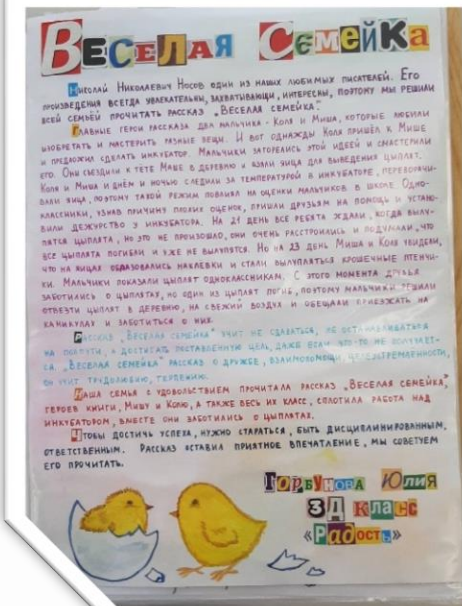 Веселая Семейка
Николай Николаевич Носов один из наших любимых писателей. Его
произведения всегда увлекательны, захватывающи, интересны, поэтому мы решили
всей семьёй прочитать рассказ „Веселая семейка".
Главные герои рассказа два мальчика - Коля и Миша, которые любили
изобретать и мастерить разные вещи. И вот однажды Коля пришёл к Мише
и предложил сделать инкубатор. Мальчики загорелись этой идеей и смастерили
его. Они съездили к тёте Маше в деревню и взяли яйца для выведения цыплят.
Коля и Миша днём и ночью следили за температурой в инкубаторе, переворачи-
вали яйца, поэтому такой режим повлиял на оценки мальчиков в школе. Одно-
классники, узнав причину плохих оценок, пришли друзьям на помощь и устано-
вили дежурство у инкубатора. На 21 день все ребята ждали, когда вылу-
пятся цыплята, но это не произошло, они очень расстроились и подумали, что
все цыплята погибли и уже не вылупятся. Но на 23 день Миша и Коля увидели,
что на яйцах образовались наклевки и стали вылупляться крошечные птенчи-
ки. Мальчики показали цыплят одноклассникам. С этого момента друзья
заботились о цыплятах, но один из цыплят погиб, поэтому мальчики решили
отвезти цыплят в деревню, на свежий воздух и обещали приезжать на
каникулах и заботиться о них.
Рассказ „Веселая семейка" учит не сдаваться, не останавливаться
на полпути, а достигать поставленную цель, даже если что-то не получает-
ся. „Веселая семейка" рассказ о дружбе, взаимопомощи, целеустремленности,
он учит трудолюбию, терпению.
Наша семья с удовольствием прочитала рассказ „Веселая семейка",
героев книги, Мишу и Колю, а также весь их класс, сплотила работа над
инкубатором, вместе они заботились о цыплятах.
Чтобы достичь успеха, нужно стараться, быть дисциплинированным,
ответственным. Рассказ оставил приятное впечатление, мы советуем
его прочитать.
Горбунова Юлия
3Д класс
«Радость»